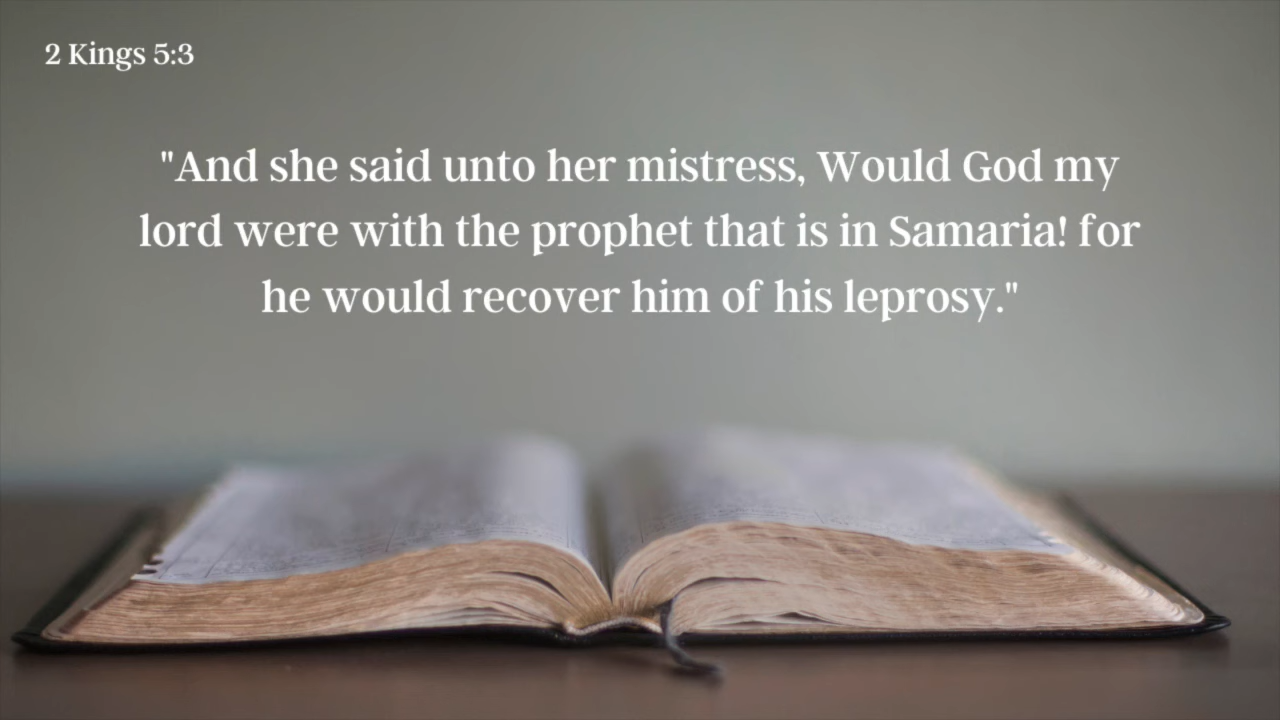 2 Kings 5:3
"And she said unto her mistress, Would God my
lord were with the prophet that is in Samaria! for
he would recover him of his leprosy."